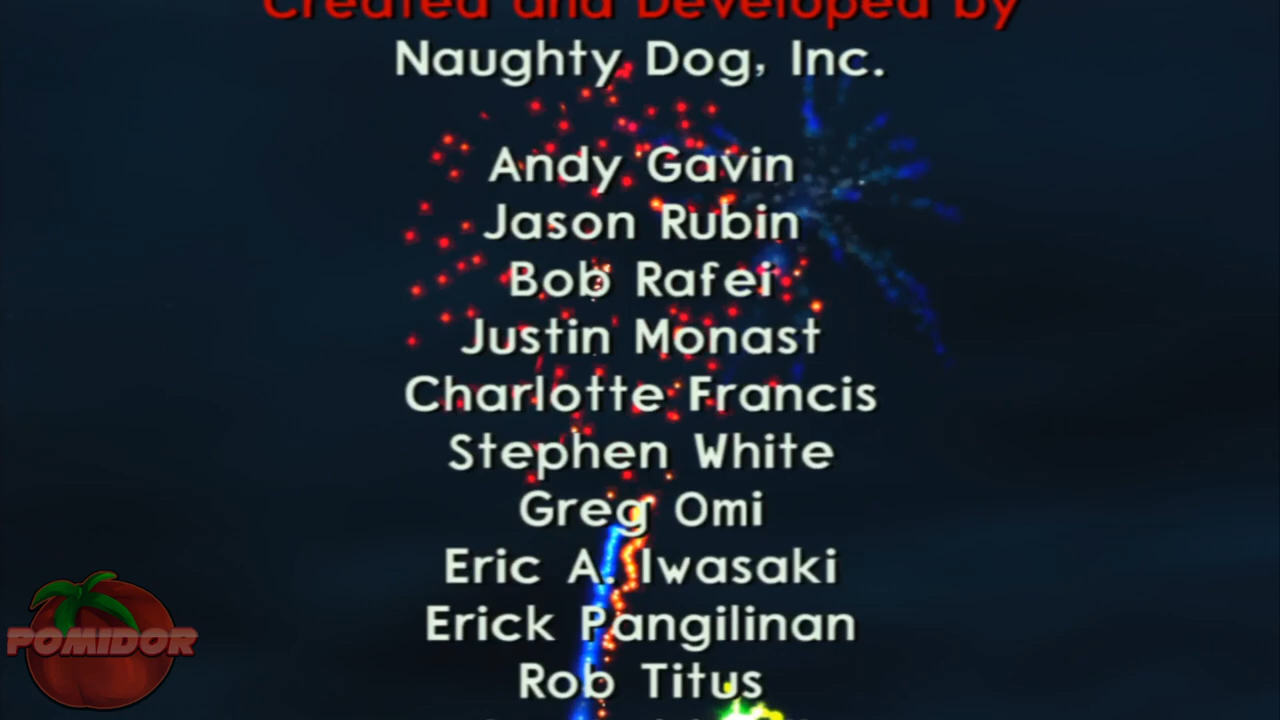 Created and Developed by
Naughty Dog, Inc.
Andy Gavin
Jason Rubin
Bob Rafei
Justin Monast
Charlotte Francis
Stephen White
Greg Omi
Eric A. Iwasaki
Erick Pangilinan
Rob Titus
POMIDOR